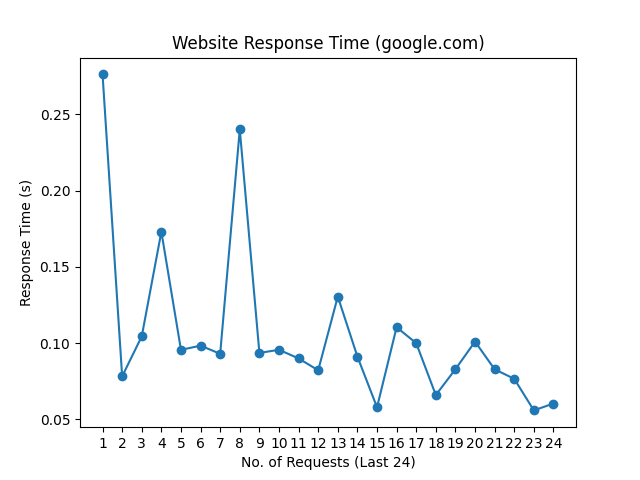 Website Response Time (google.com)
Response Time (s)
0.25
0.20
0.15
0.10
0.05
1 2 3 4 5 6 7 8 9 10 11 12 13 14 15 16 17 18 19 20 21 22 23 24
No. of Requests (Last 24)